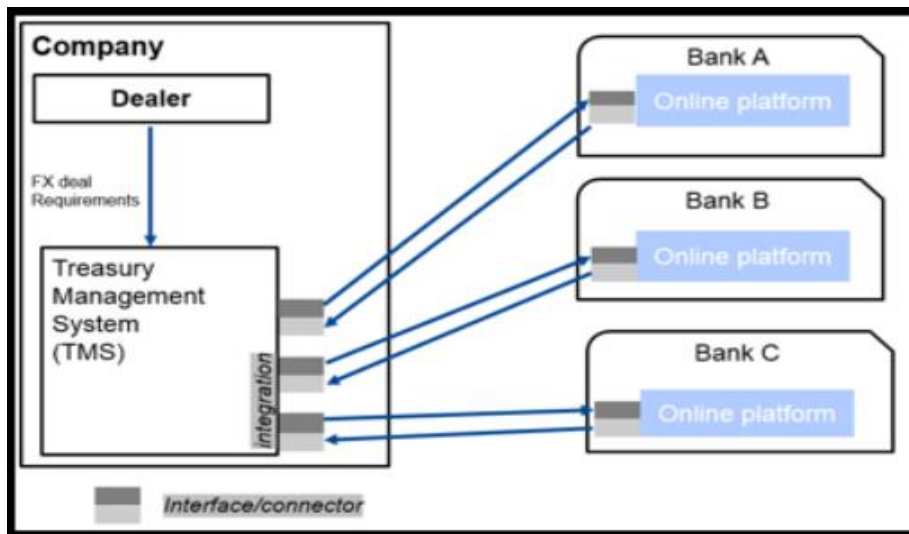 Company
Dealer
FX deal
Requirements
Treasury
Management
System
(TMS)
integration
Interface/connector
Bank A
Online platform
Bank B
Online platform
Bank C
Online platform